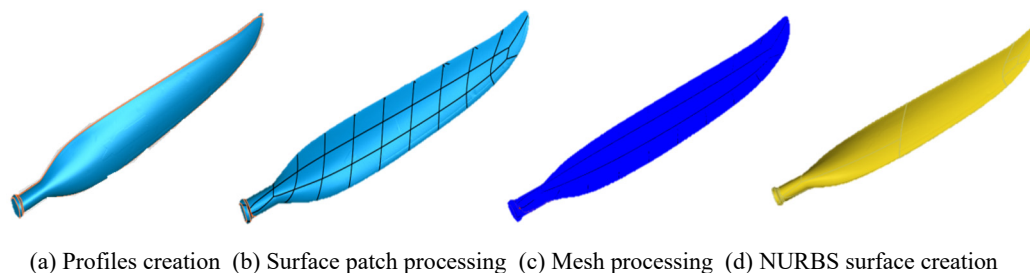 (a) Profiles creation (b) Surface patch processing (c) Mesh processing (d) NURBS surface creation